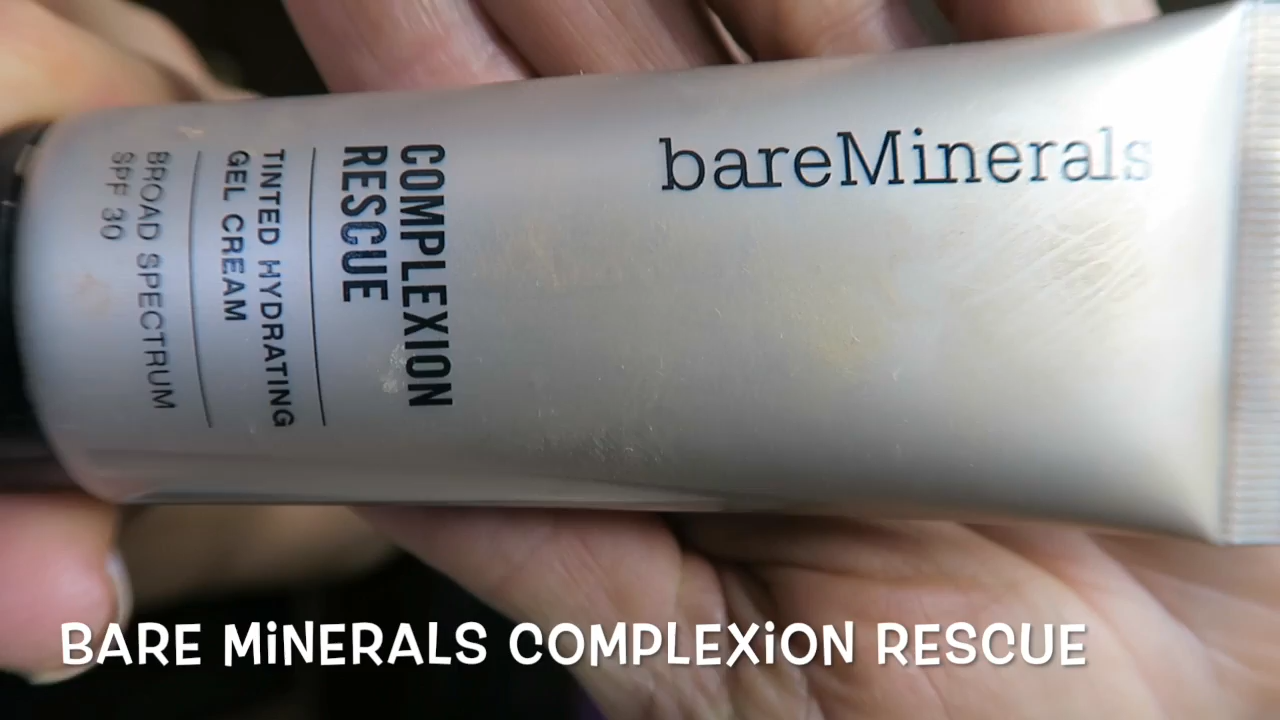 bareMinerals
COMPLEXION
RESCUE
TINTED HYDRATING
GEL CREAM
BROAD SPECTRUM
SPF 30
BARE MiNERALS COMPLEXiON RESCUE